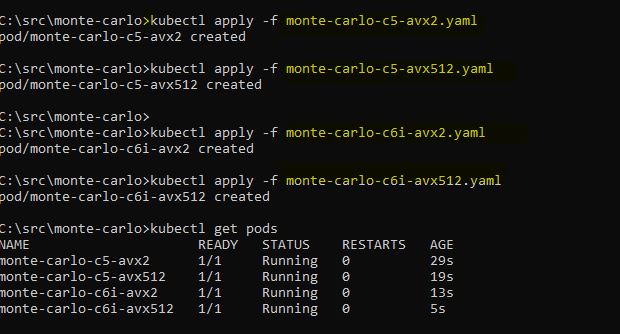 C:\src\monte-carlo>kubectl apply -f monte-carlo-c5-avx2.yaml
pod/monte-carlo-c5-avx2 created
C:\src\monte-carlo>kubectl apply -f monte-carlo-c5-avx512.yaml
pod/monte-carlo-c5-avx512 created
C:\src\monte-carlo>
C:\src\monte-carlo>kubectl apply -f monte-carlo-c6i-avx2.yaml
pod/monte-carlo-c6i-avx2 created
C:\src\monte-carlo>kubectl apply -f monte-carlo-c6i-avx512.yaml
pod/monte-carlo-c6i-avx512 created
C:\src\monte-carlo>kubectl get pods
NAME READY STATUS RESTARTS AGE
monte-carlo-c5-avx2 1/1 Running 0 29s
monte-carlo-c5-avx512 1/1 Running 0 19s
monte-carlo-c6i-avx2 1/1 Running 0 13s
monte-carlo-c6i-avx512 1/1 Running 0 5s